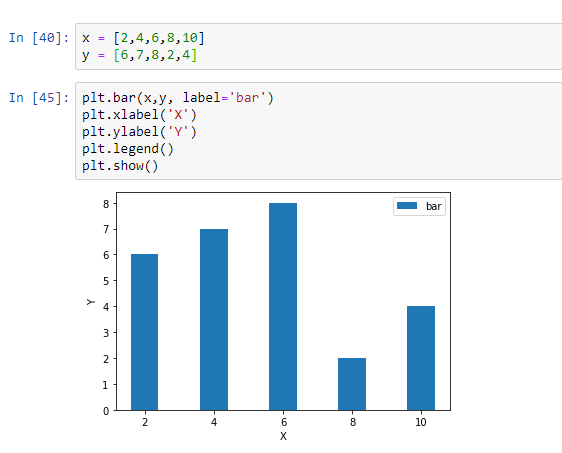 In [40]: x = [2,4,6,8,10]
y = [6,7,8,2,4]
In [45]: plt.bar(x,y, label='bar')
plt.xlabel('X')
plt.ylabel('Y')
plt.legend()
plt.show()
bar
8
7
6
5
4
3
2
1
0
Y
2 4 6 8 10
X